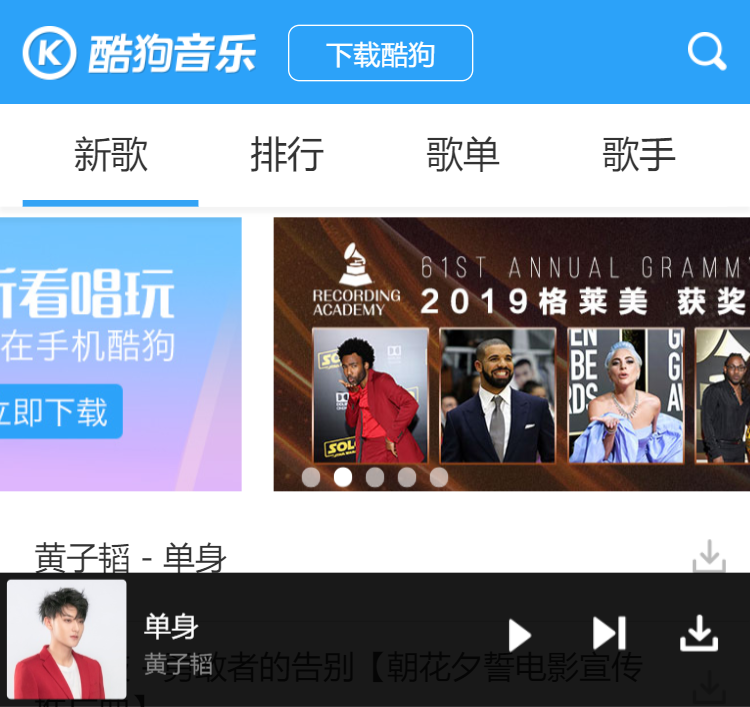 K 酷狗音乐
下载酷狗
新歌
排行
歌单
歌手
听看唱玩
在手机酷狗
立即下载
61ST ANNUAL GRAMM
RECORDING
ACADEMY
2019格莱美 获奖
黄子韬 - 单身
单身
黄子韬
勇敢者的告别【朝花夕誓电影宣传